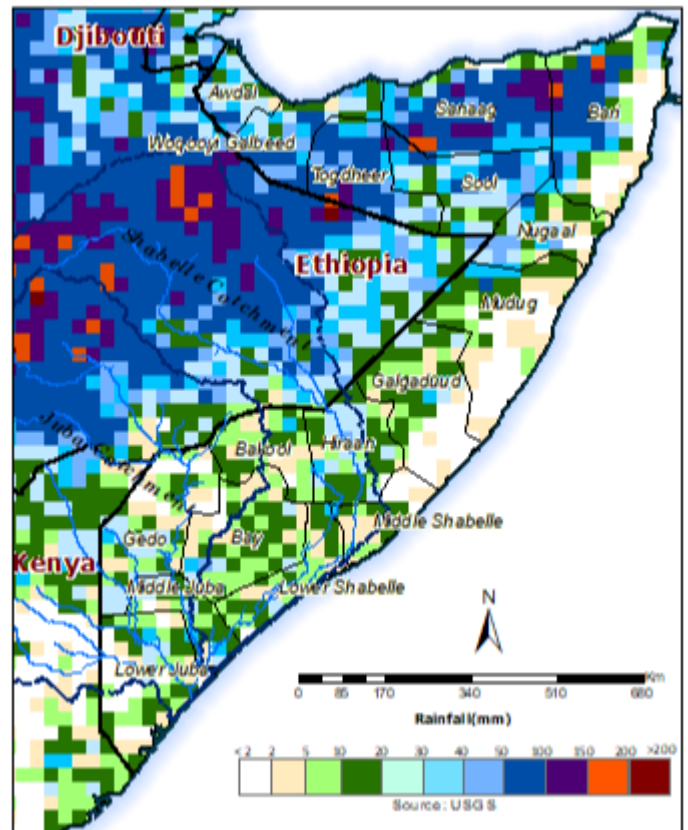 Djibouti
Awdal
Sanaag
Bari
Woqooyi Galbeed
Togdheer
Sool
Nugaal
Shabelle Catchment
Ethiopia
Mudug
Galgaduud
Juba Catchment
Bakool
Hiraan
Middle Shabelle
Gedo
Bay
Kenya
Middle Juba
Lower Shabelle
N
Lower Juba
Km
0 85 170 340 510 680
Rainfall(mm)
< 2 2 5 10 20 30 40 50 100 150 200 >200
Source: USGS